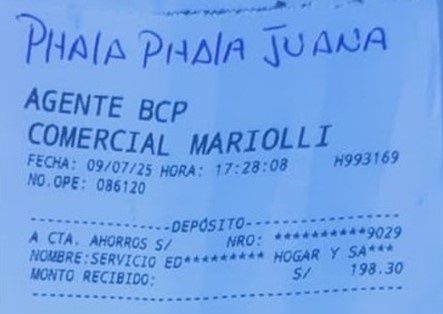 PHAIA PHAIA JUANA
AGENTE BCP
COMERCIAL MARIOLLI
FECHA: 09/07/25 HORA: 17:28:08 H993169
NO.OPE: 086120
--------------------DEPÓSITO--------------------
A CTA. AHORROS S/ NRO: **********9029
NOMBRE:SERVICIO ED********* HOGAR Y SA***
MONTO RECIBIDO: S/ 198.30
------------------------------------------------